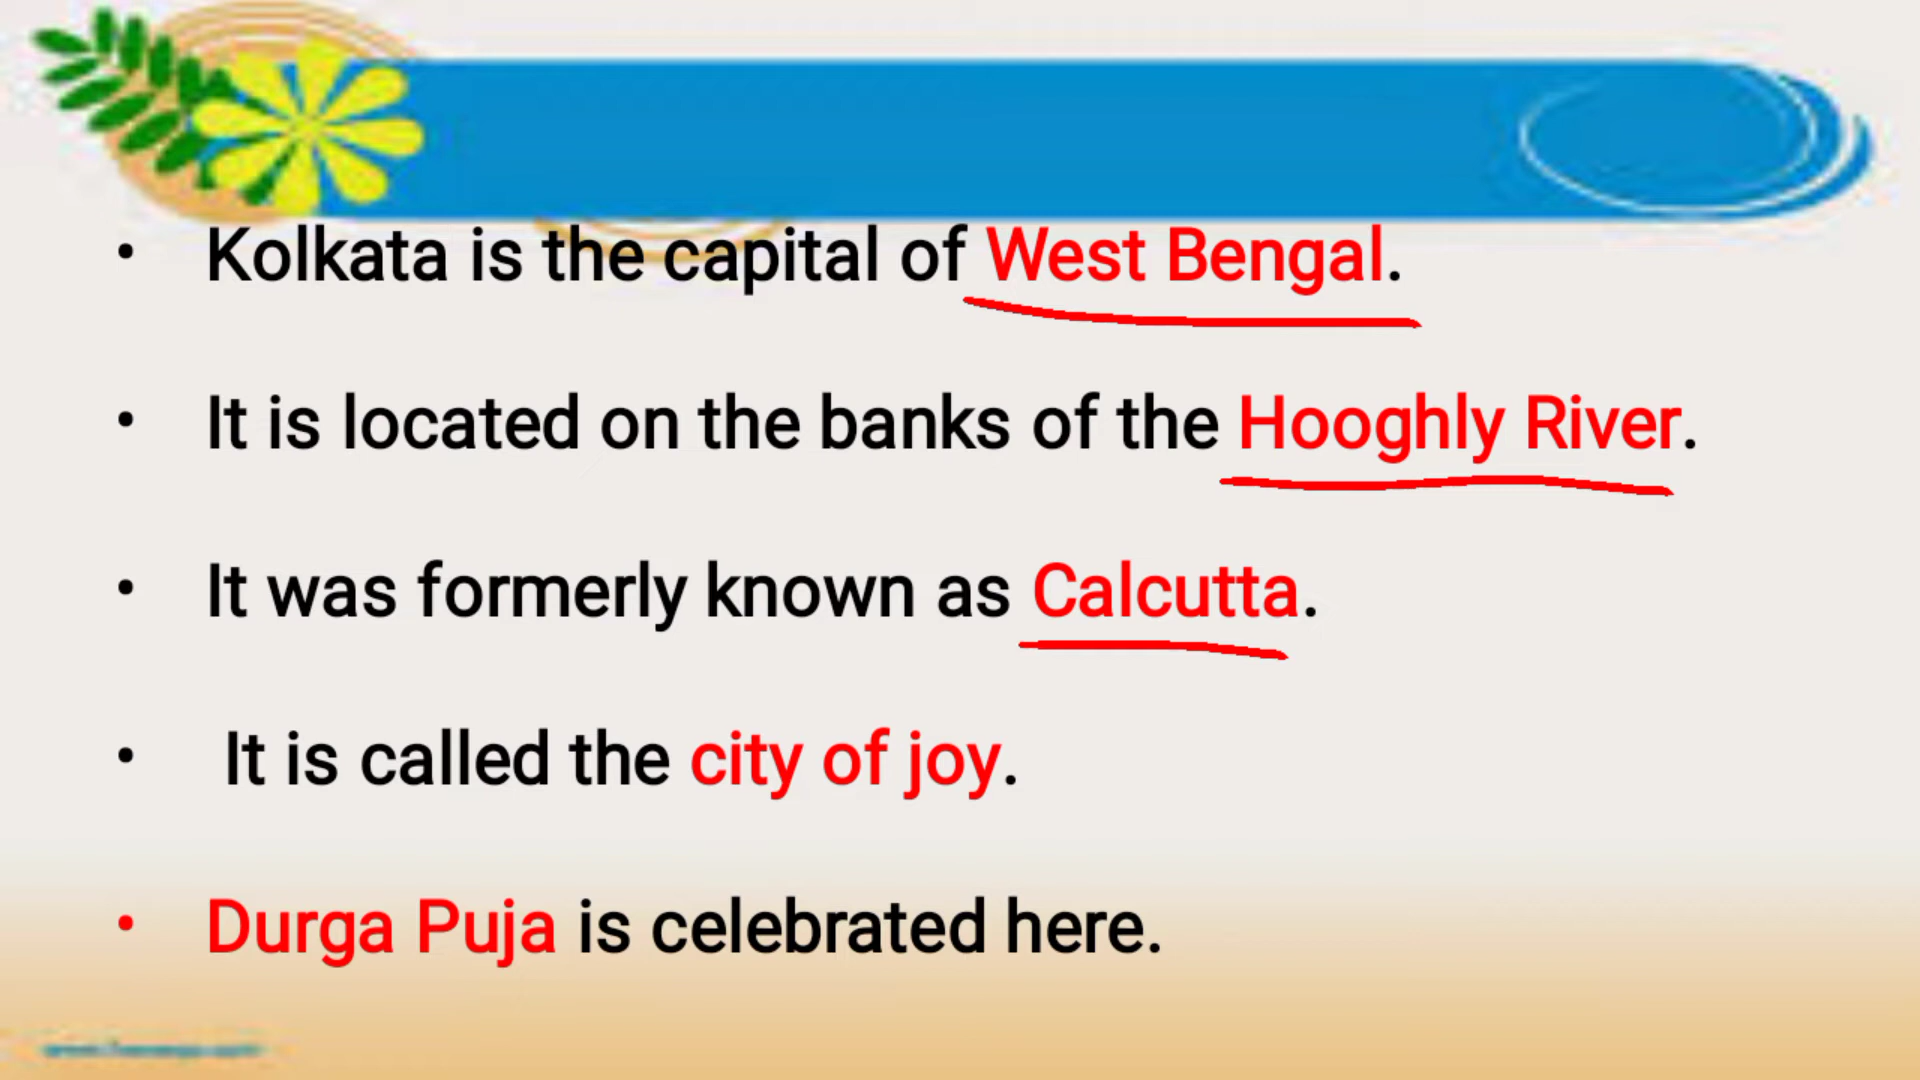 • Kolkata is the capital of West Bengal.
• It is located on the banks of the Hooghly River.
• It was formerly known as Calcutta.
• It is called the city of joy.
• Durga Puja is celebrated here.